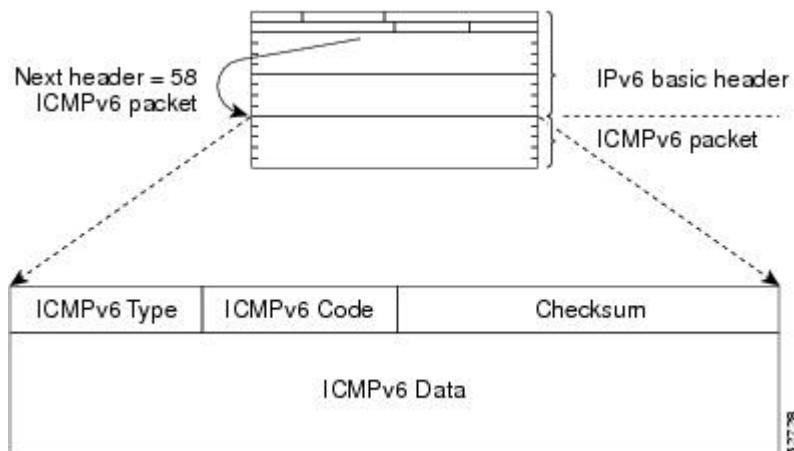 Next header = 58
ICMPv6 packet
IPv6 basic header
ICMPv6 packet
ICMPv6 Type
ICMPv6 Code
Checksum
ICMPv6 Data